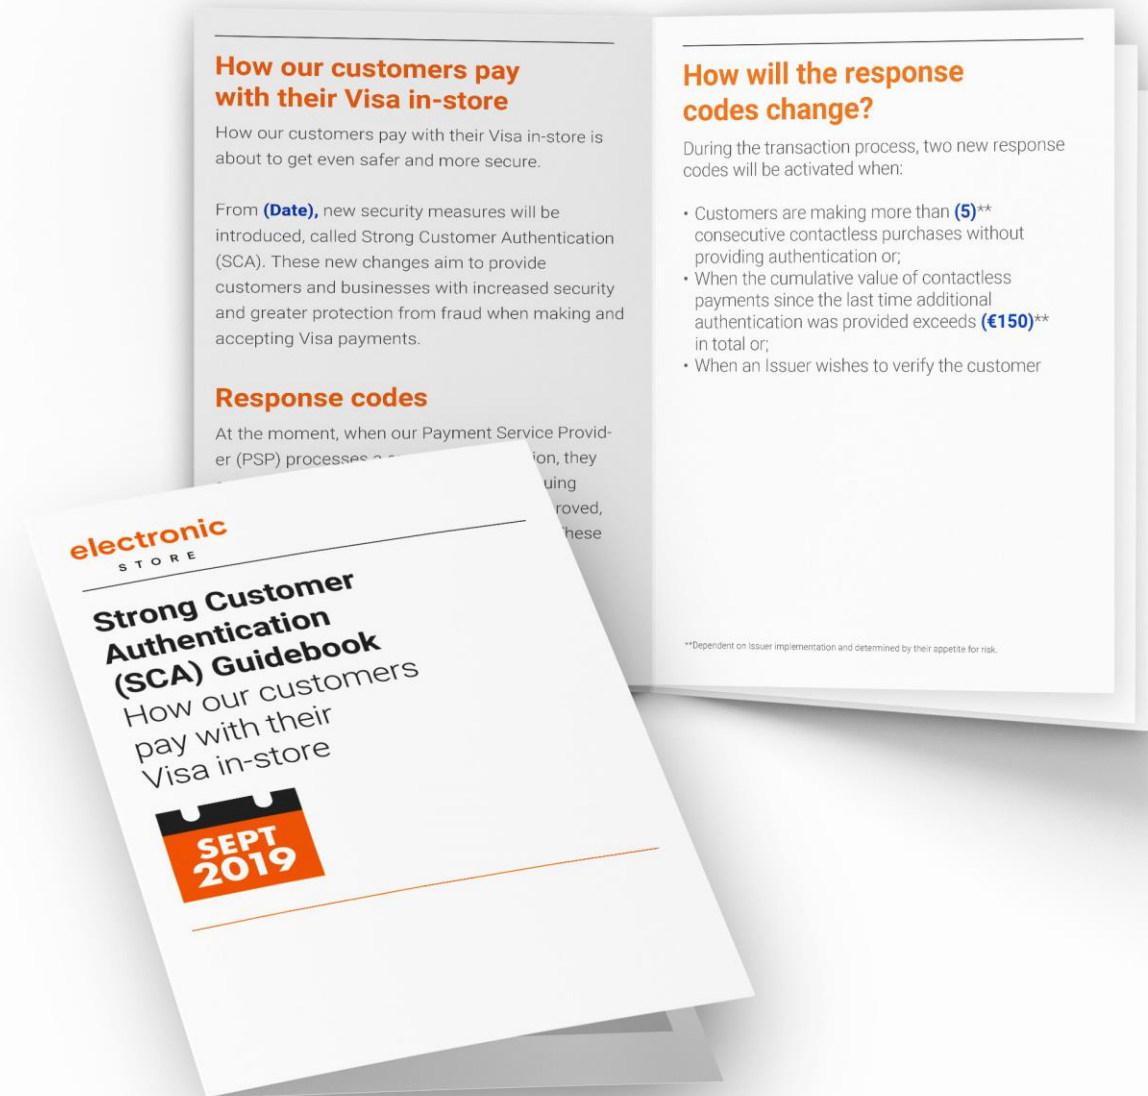 How our customers pay
with their Visa in-store
How our customers pay with their Visa in-store is
about to get even safer and more secure.
From (Date), new security measures will be
introduced, called Strong Customer Authentication
(SCA). These new changes aim to provide
customers and businesses with increased security
and greater protection from fraud when making and
accepting Visa payments.
Response codes
At the moment, when our Payment Service Provid-
er (PSP) processes
ion, they
uing
roved,
hese
How will the response
codes change?
During the transaction process, two new response
codes will be activated when:
• Customers are making more than (5)**
consecutive contactless purchases without
providing authentication or;
• When the cumulative value of contactless
payments since the last time additional
authentication was provided exceeds (€150)**
in total or;
• When an Issuer wishes to verify the customer
**Dependent on Issuer implementation and determined by their appetite for risk.
electronic
STORE
Strong Customer
Authentication
(SCA) Guidebook
How our customers
pay with their
Visa in-store
SEPT
2019